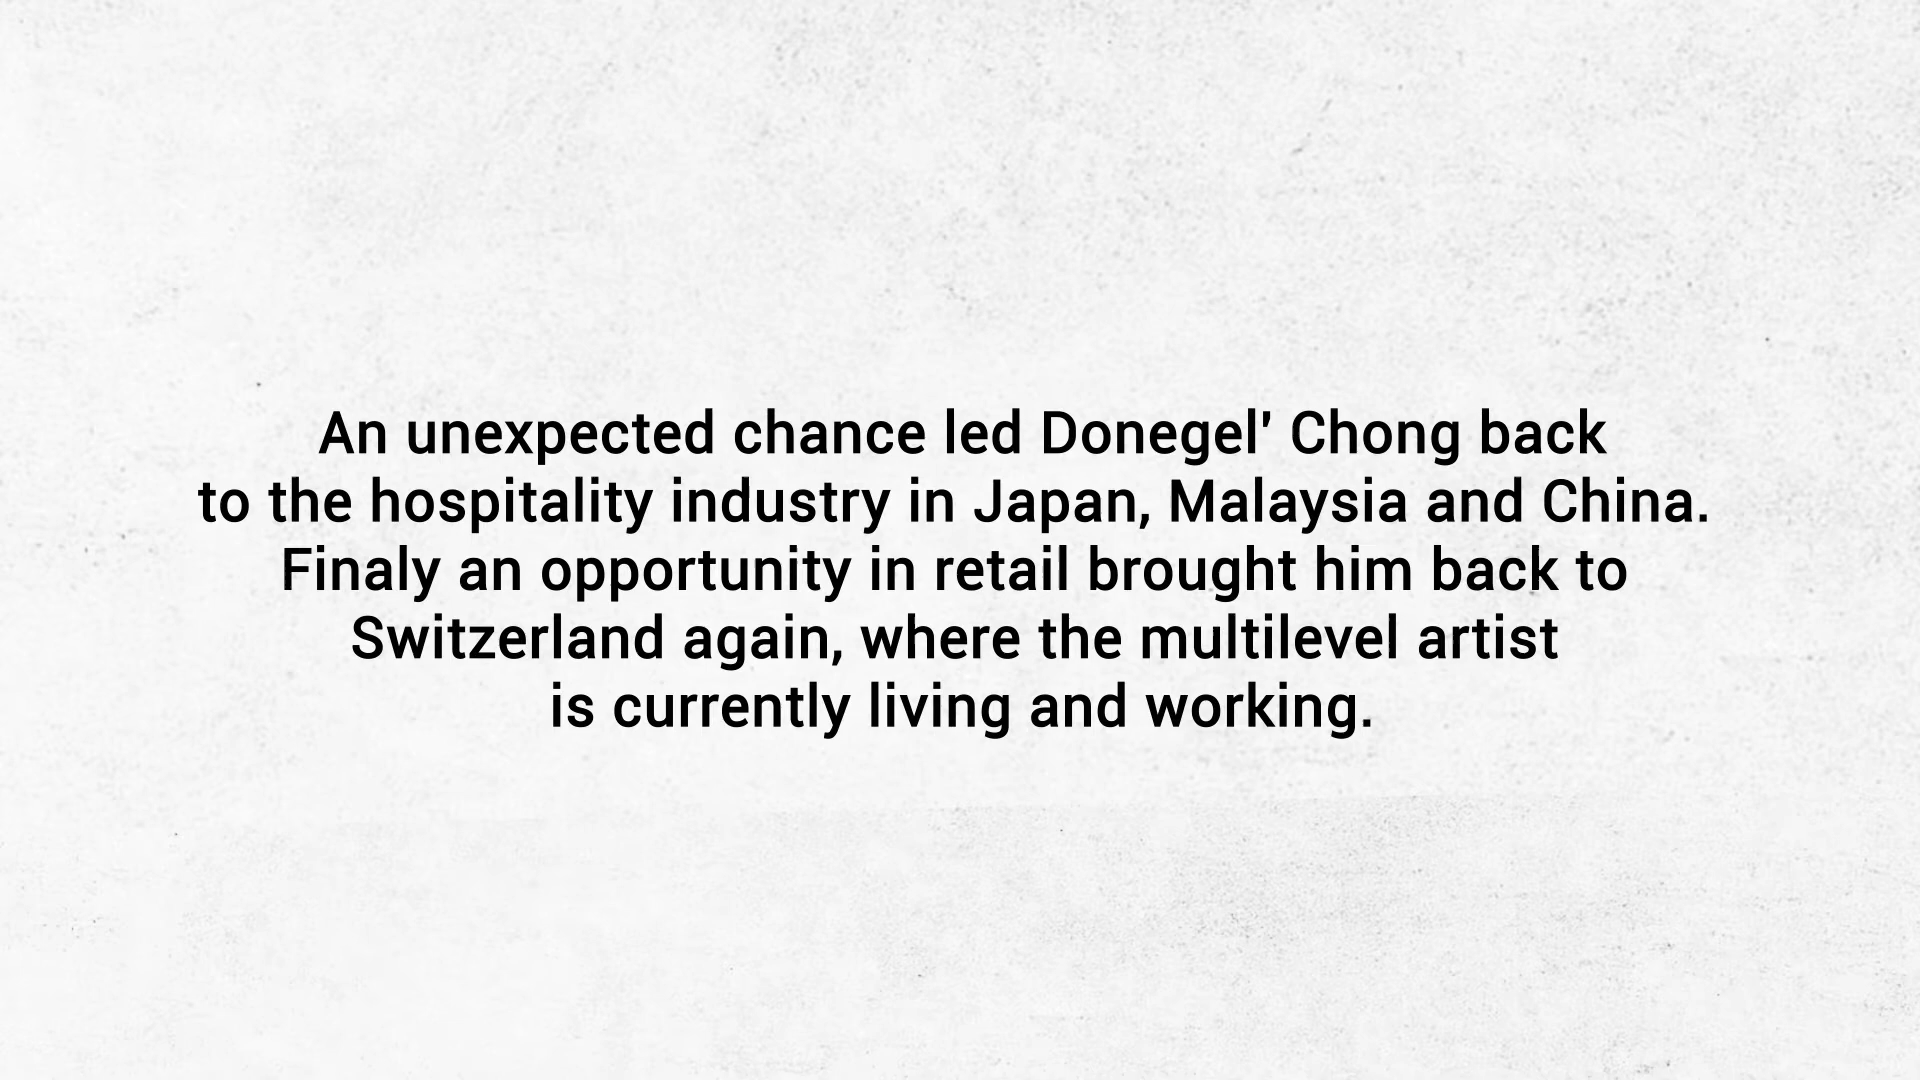 An unexpected chance led Donegel' Chong back
to the hospitality industry in Japan, Malaysia and China.
Finaly an opportunity in retail brought him back to
Switzerland again, where the multilevel artist
is currently living and working.